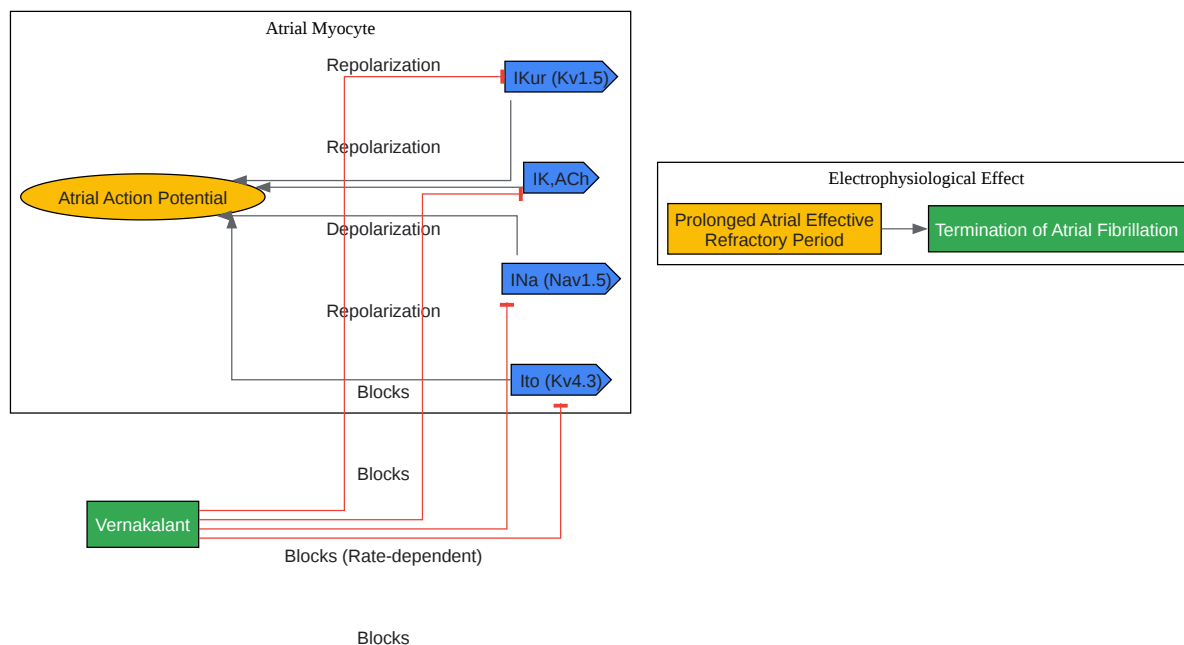 Atrial Myocyte
Repolarization
IKur (Kv1.5)
Repolarization
IK,ACh
Atrial Action Potential
Depolarization
INa (Nav1.5)
Repolarization
Ito (Kv4.3)
Blocks
Blocks
Vernakalant
Blocks (Rate-dependent)
Blocks
Electrophysiological Effect
Prolonged Atrial Effective
Refractory Period
Termination of Atrial Fibrillation